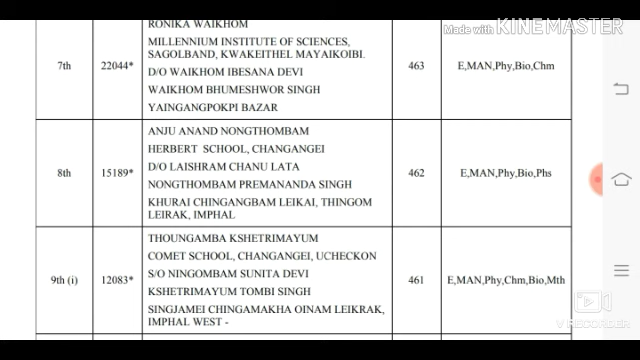 Made with KINEMASTER
RONIKA WAIKHOM
MILLENNIUM INSTITUTE OF SCIENCES,
SAGOLBAND, KWAKEITHEL MAYAIKOIBI.
7th 22044* D/O WAIKHOM IBESANA DEVI 463 E,MAN,Phy,Bio,Chm
WAIKHOM BHUMESHWOR SINGH
YAINGANGPOKPI BAZAR
ANJU ANAND NONGTHOMBAM
HERBERT SCHOOL, CHANGANGEI
8th 15189* D/O LAISHRAM CHANU LATA 462 E,MAN,Phy,Bio,Phs
NONGTHOMBAM PREMANANDA SINGH
KHURAI CHINGANGBAM LEIKAI, THINGOM
LEIRAK, IMPHAL
THOUNGAMBA KSHETRIMAYUM
COMET SCHOOL, CHANGANGEI, UCHECKON
9th (i) 12083* S/O NINGOMBAM SUNITA DEVI 461 E,MAN,Phy,Chm,Bio,Mth
KSHETRIMAYUM TOMBI SINGH
SINGJAMEI CHINGAMAKHA OINAM LEIKRAK,
IMPHAL WEST -
V RECORDER